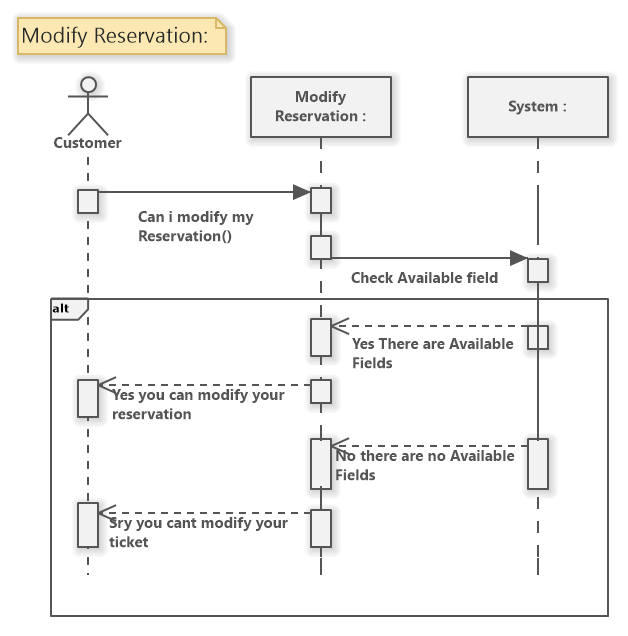 Modify Reservation:
Modify
Reservation :
System :
Customer
Can i modify my
Reservation()
Check Available field
alt
Yes There are Available
Fields
Yes you can modify your
reservation
No there are no Available
Fields
Sry you cant modify your
ticket